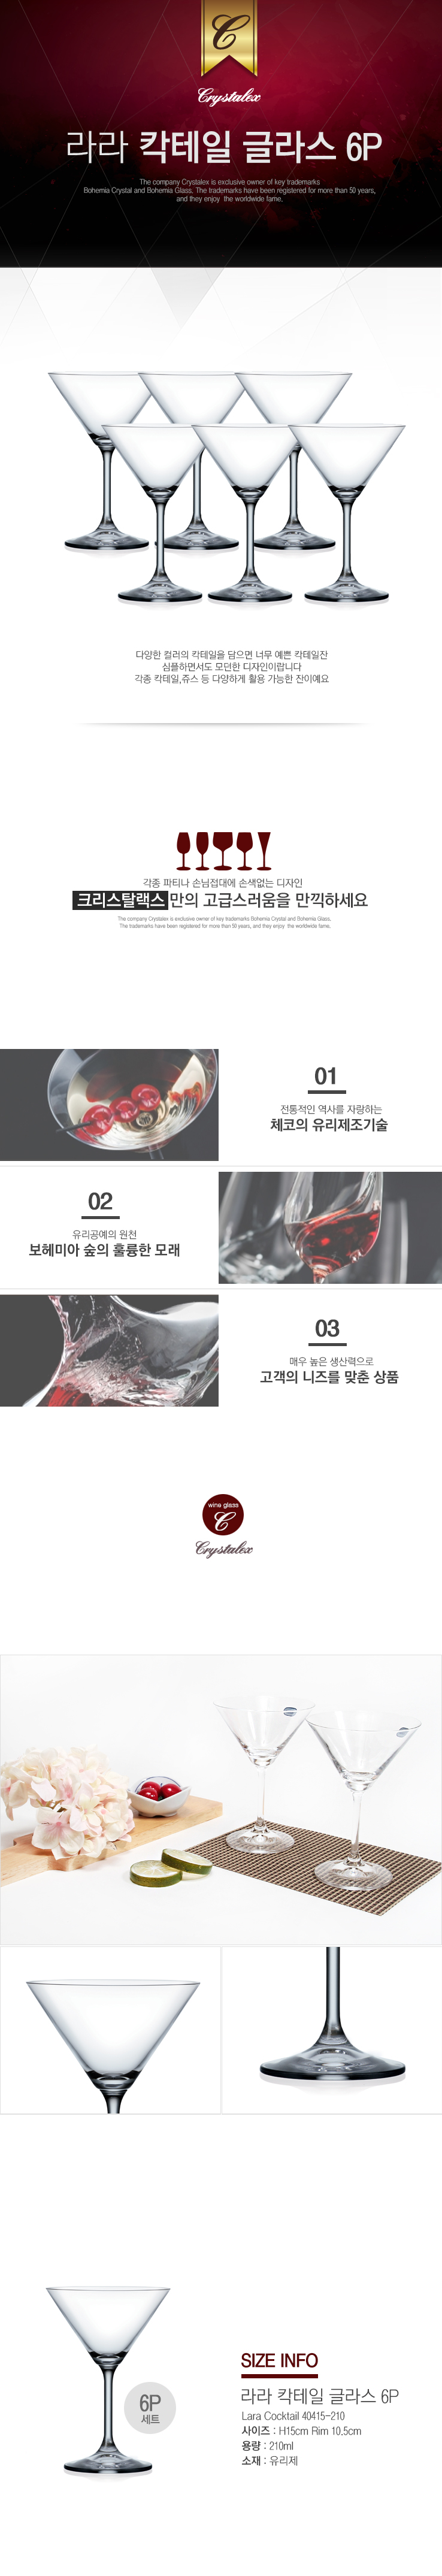 C
Crystalex
라라 칵테일 글라스 6P
The company Crystalex is exclusive owner of key trademarks
Bohemia Crystal and Bohemia Glass. The trademarks have been registered for more than 50 years,
and they enjoy the worldwide fame.
다양한 컬러의 칵테일을 담으면 너무 예쁜 칵테일잔
심플하면서도 모던한 디자인이랍니다
각종 칵테일,쥬스 등 다양하게 활용 가능한 잔이예요
각종 파티나 손님접대에 손색없는 디자인
크리스탈랙스만의 고급스러움을 만끽하세요
The company Crystalex is exclusive owner of key trademarks Bohemia Crystal and Bohemia Glass.
The trademarks have been registered for more than 50 years, and they enjoy the worldwide fame.
01
전통적인 역사를 자랑하는
체코의 유리제조기술
02
유리공예의 원천
보헤미아 숲의 훌륭한 모래
03
매우 높은 생산력으로
고객의 니즈를 맞춘 상품
wine glass
C
Crystalex
6P
세트
SIZE INFO
라라 칵테일 글라스 6P
Lara Cocktail 40415-210
사이즈 : H15cm Rim 10.5cm
용량 : 210ml
소재 : 유리제